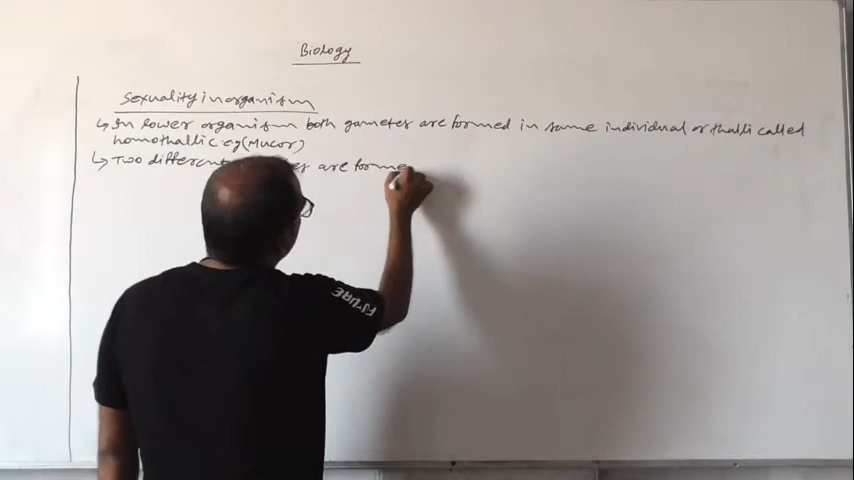 Biology
Sexuality in organism
↳ In lower organism both gametes are formed in same individual or thalli called
homothallic. eg (Mucor)
↳ Two different are forme
FUTURE